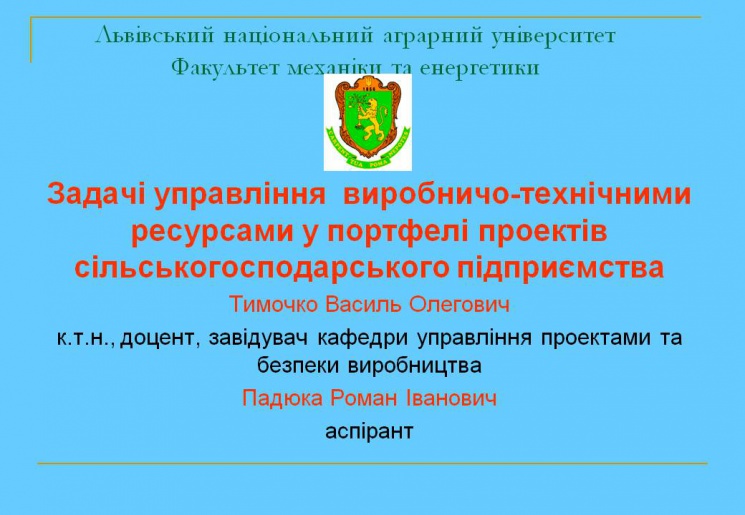 Львівський національний аграрний університет
Факультет механіки та енергетики
Задачі управління виробничо-технічними
ресурсами у портфелі проектів
сільськогосподарського підприємства
Тимочко Василь Олегович
к.т.н., доцент, завідувач кафедри управління проектами та
безпеки виробництва
Падюка Роман Іванович
аспірант